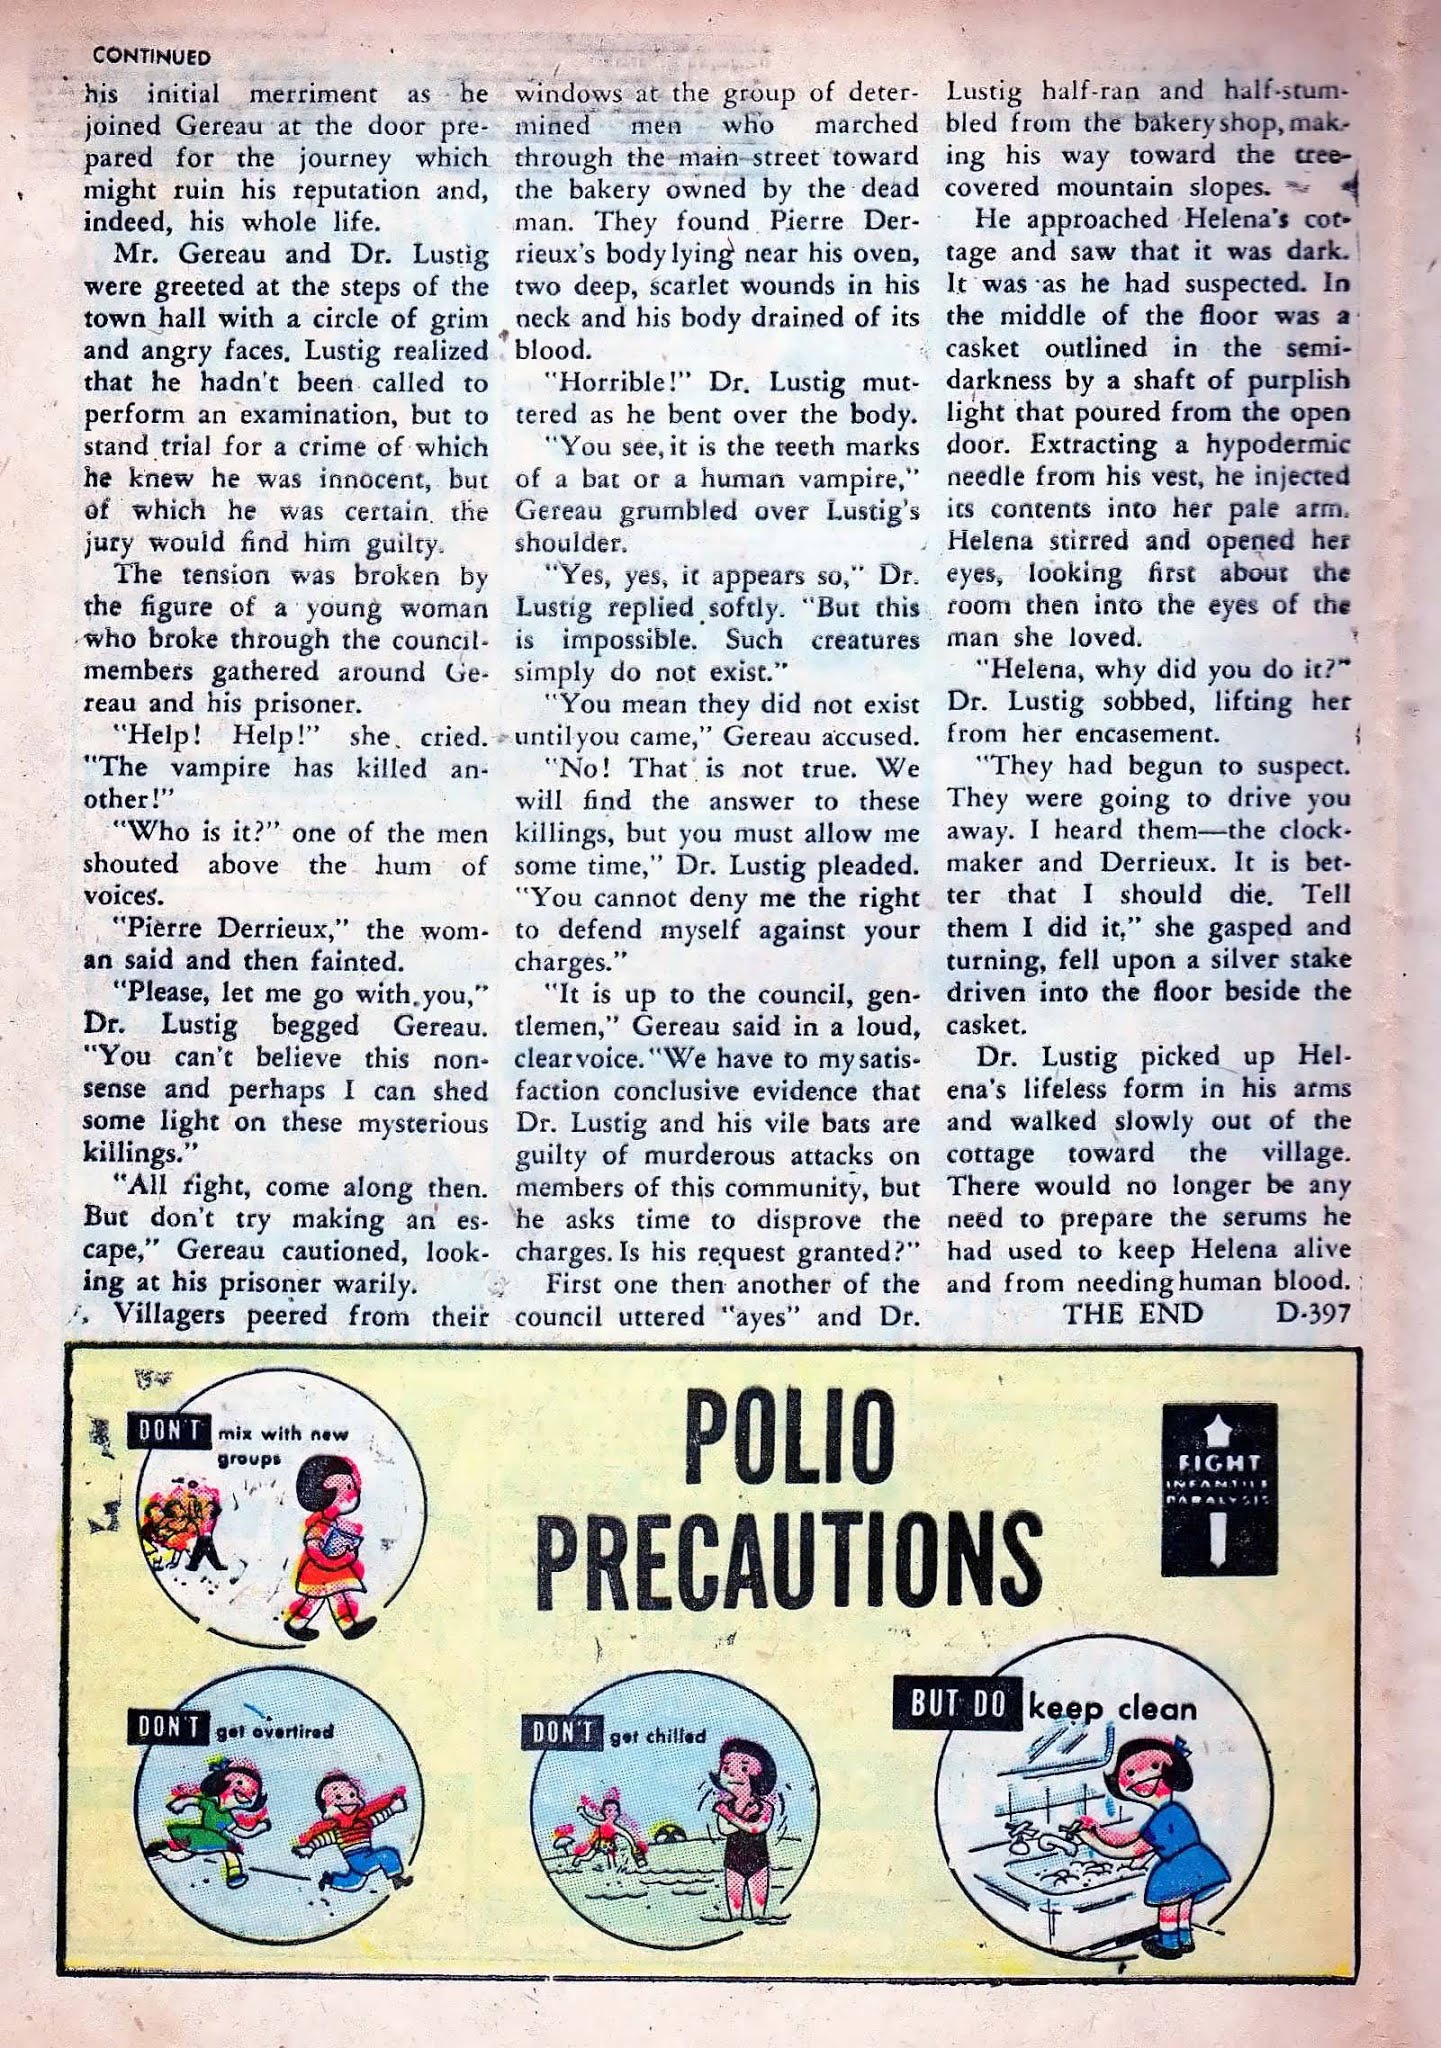 CONTINUED
his initial merriment as he
joined Gereau at the door pre-
pared for the journey which
might ruin his reputation and,
indeed, his whole life.
Mr. Gereau and Dr. Lustig
were greeted at the steps of the
town hall with a circle of grim
and angry faces. Lustig realized
that he hadn't been called to
perform an examination, but to
stand trial for a crime of which
he knew he was innocent, but
of which he was certain the
jury would find him guilty.
The tension was broken by
the figure of a young woman
who broke through the council-
members gathered around Ge-
reau and his prisoner.
"Help! Help!" she cried.
"The vampire has killed an-
other!"
"Who is it?" one of the men
shouted above the hum of
voices.
"Pierre Derrieux," the wom-
an said and then fainted.
"Please, let me go with you,"
Dr. Lustig begged Gereau.
"You can't believe this non-
sense and perhaps I can shed
some light on these mysterious
killings."
"All right, come along then.
But don't try making an es-
cape," Gereau cautioned, look-
ing at his prisoner warily.
Villagers peered from their
windows at the group of deter-
mined men who marched
through the main street toward
the bakery owned by the dead
man. They found Pierre Der-
rieux's body lying near his oven,
two deep, scarlet wounds in his
neck and his body drained of its
blood.
"Horrible!" Dr. Lustig mut-
tered as he bent over the body.
"You see, it is the teeth marks
of a bat or a human vampire,"
Gereau grumbled over Lustig's
shoulder.
"Yes, yes, it appears so," Dr.
Lustig replied softly. "But this
is impossible. Such creatures
simply do not exist."
"You mean they did not exist
until you came," Gereau accused.
"No! That is not true. We
will find the answer to these
killings, but you must allow me
some time," Dr. Lustig pleaded.
"You cannot deny me the right
to defend myself against your
charges."
"It is up to the council, gen-
tlemen," Gereau said in a loud,
clear voice. "We have to my satis-
faction conclusive evidence that
Dr. Lustig and his vile bats are
guilty of murderous attacks on
members of this community, but
he asks time to disprove the
charges. Is his request granted?"
First one then another of the
council uttered "ayes" and Dr.
Lustig half-ran and half-stum-
bled from the bakery shop, mak-
ing his way toward the tree-
covered mountain slopes.
He approached Helena's cot-
tage and saw that it was dark.
It was as he had suspected. In
the middle of the floor was a
casket outlined in the semi-
darkness by a shaft of purplish
light that poured from the open
door. Extracting a hypodermic
needle from his vest, he injected
its contents into her pale arm.
Helena stirred and opened her
eyes, looking first about the
room then into the eyes of the
man she loved.
"Helena, why did you do it?"
Dr. Lustig sobbed, lifting her
from her encasement.
"They had begun to suspect.
They were going to drive you
away. I heard them—the clock-
maker and Derrieux. It is bet-
ter that I should die. Tell
them I did it," she gasped and
turning, fell upon a silver stake
driven into the floor beside the
casket.
Dr. Lustig picked up Hel-
ena's lifeless form in his arms
and walked slowly out of the
cottage toward the village.
There would no longer be any
need to prepare the serums he
had used to keep Helena alive
and from needing human blood.
THE END D-397
POLIO
PRECAUTIONS
FIGHT
INFANTILE
PARALYSIS
DON'T mix with new
groups
DON'T get overtired
DON'T get chilled
BUT DO keep clean